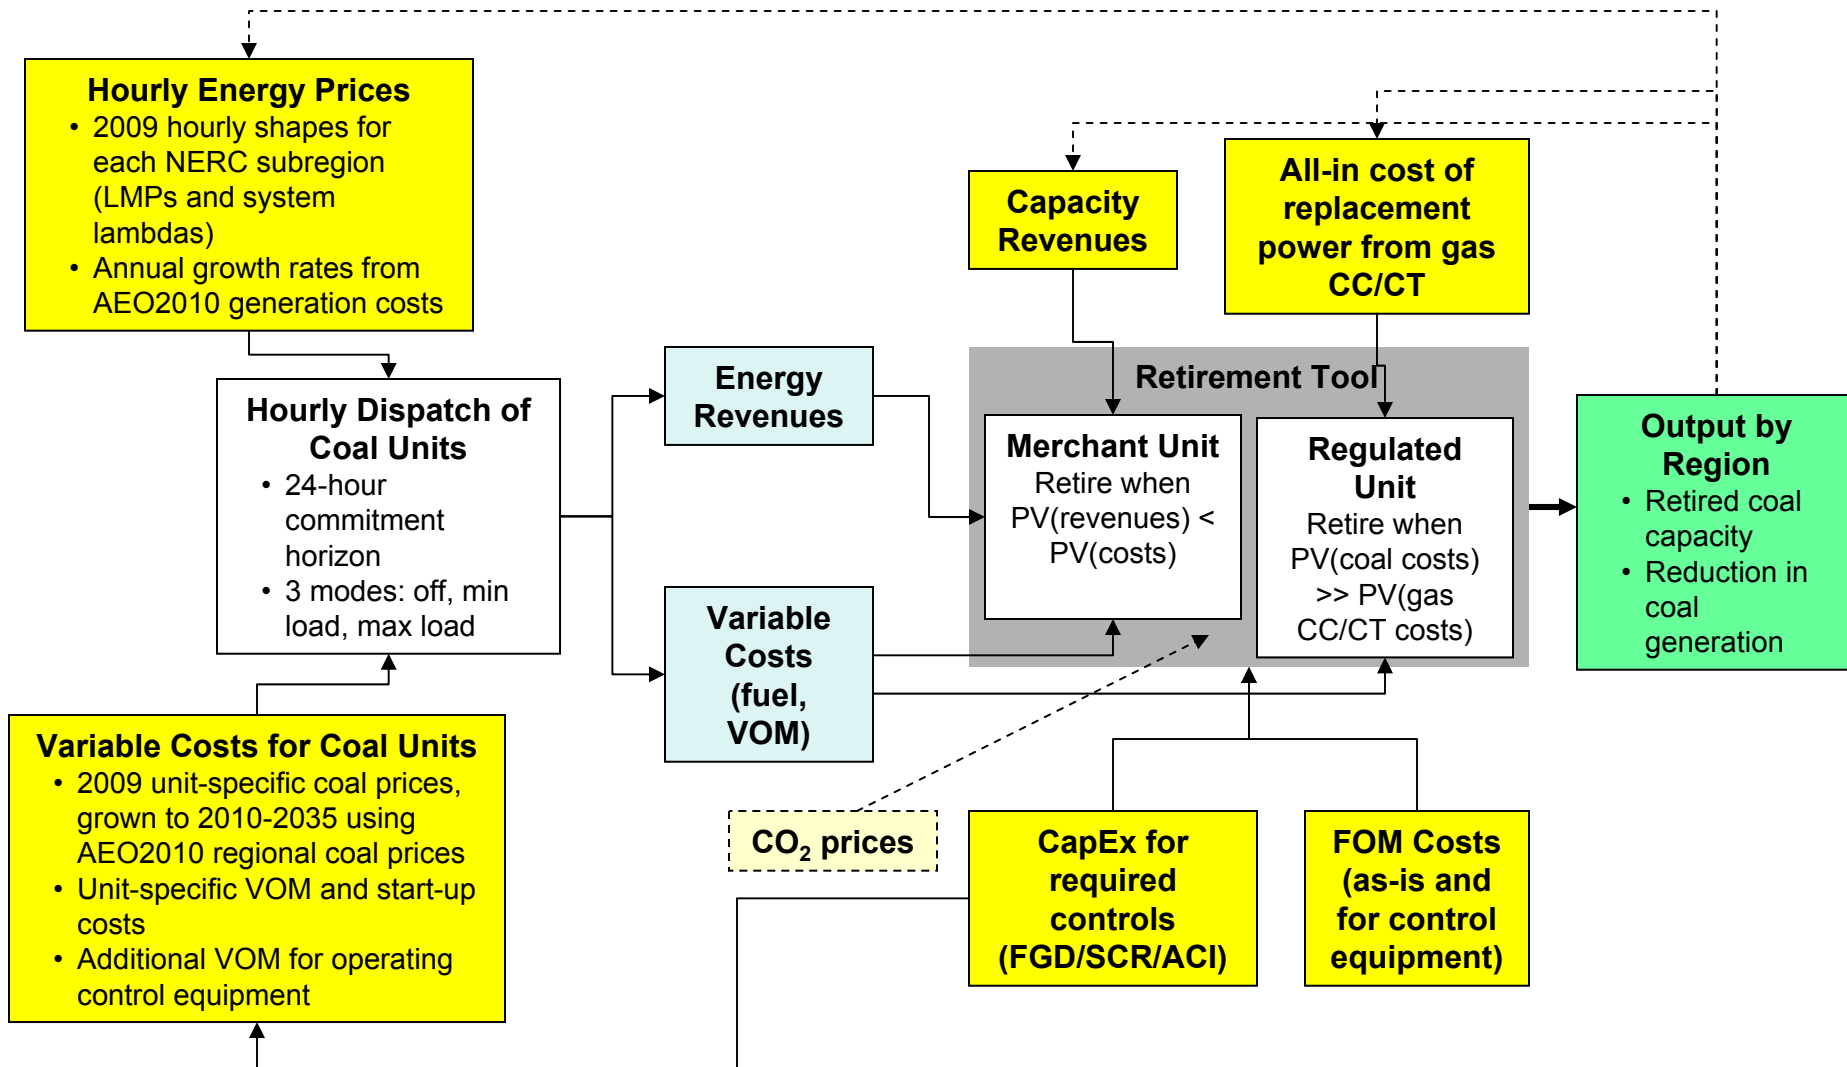 Hourly Energy Prices
• 2009 hourly shapes for
each NERC subregion
(LMPs and system
lambdas)
• Annual growth rates from
AEO2010 generation costs
Capacity
Revenues
All-in cost of
replacement
power from gas
CC/CT
Hourly Dispatch of
Coal Units
• 24-hour
commitment
horizon
• 3 modes: off, min
load, max load
Energy
Revenues
Retirement Tool
Merchant Unit
Retire when
PV(revenues) <
PV(costs)
Regulated
Unit
Retire when
PV(coal costs)
>> PV(gas
CC/CT costs)
Output by
Region
• Retired coal
capacity
• Reduction in
coal
generation
Variable
Costs
(fuel,
VOM)
Variable Costs for Coal Units
• 2009 unit-specific coal prices,
grown to 2010-2035 using
AEO2010 regional coal prices
• Unit-specific VOM and start-up
costs
• Additional VOM for operating
control equipment
CO₂ prices
CapEx for
required
controls
(FGD/SCR/ACI)
FOM Costs
(as-is and
for control
equipment)